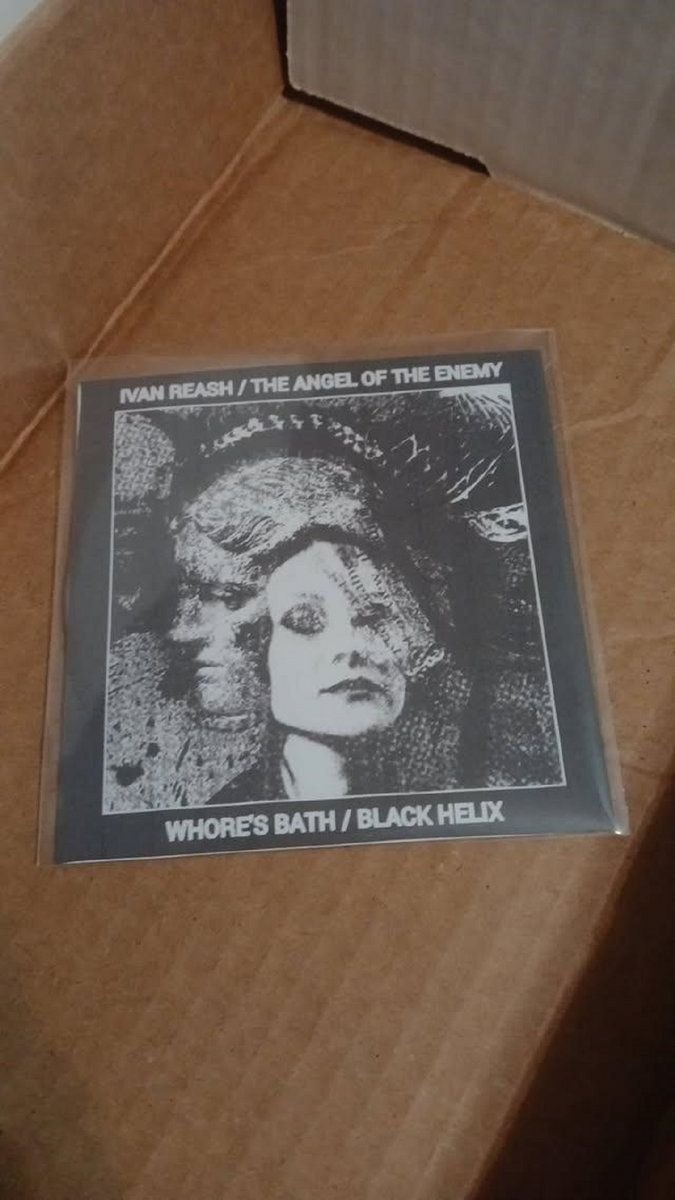 IVAN REASH / THE ANGEL OF THE ENEMY
WHORE'S BATH / BLACK HELIX